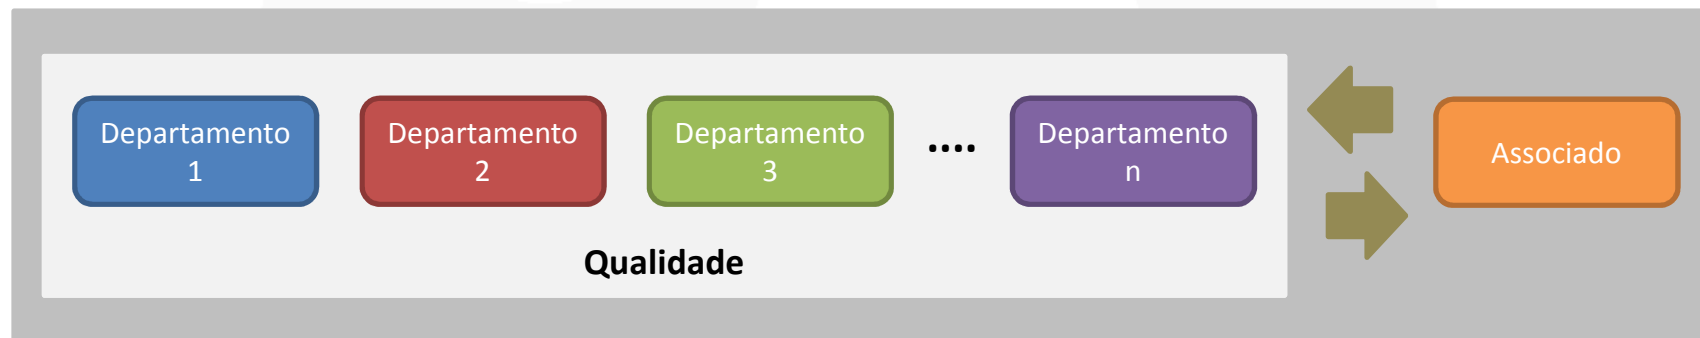 Departamento
1
Departamento
2
Departamento
3
....
Departamento
n
Associado
Qualidade